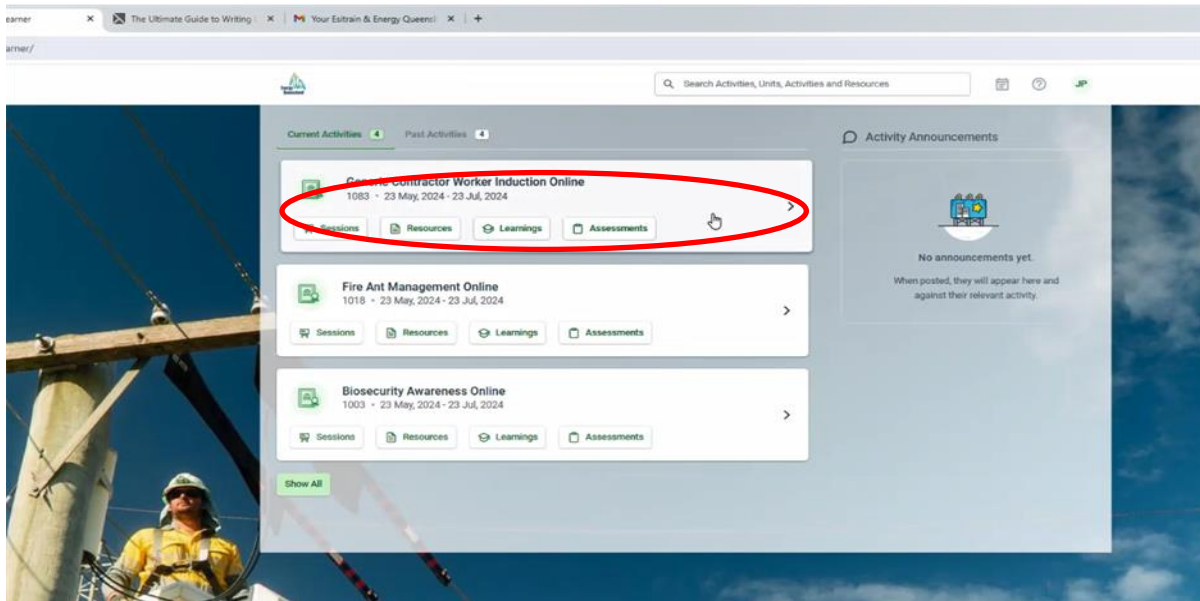 earner
The Ultimate Guide to Writing
Your Esitrain & Energy Queensl
arner/
Search Activities, Units, Activities and Resources
JP
Current Activities 4 Past Activities 4
Activity Announcements
Generic Contractor Worker Induction Online
1083 - 23 May, 2024 - 23 Jul, 2024
Sessions Resources Learnings Assessments
No announcements yet.
When posted, they will appear here and
against their relevant activity.
Fire Ant Management Online
1018 - 23 May, 2024 - 23 Jul, 2024
Sessions Resources Learnings Assessments
Biosecurity Awareness Online
1003 - 23 May, 2024 - 23 Jul, 2024
Sessions Resources Learnings Assessments
Show All